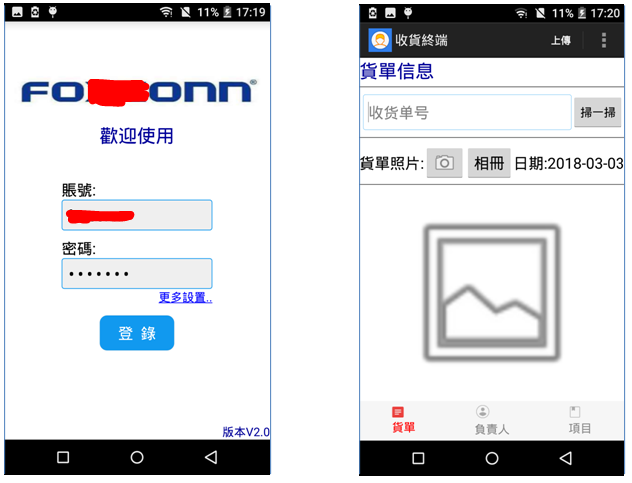 11% 17:19
FO ONN
歡迎使用
賬號:
密碼:
更多設置..
登 錄
版本V2.0
11% 17:20
收貨終端 上傳
貨單信息
收货单号 掃一掃
貨單照片: 相冊 日期:2018-03-03
貨單 負責人 項目